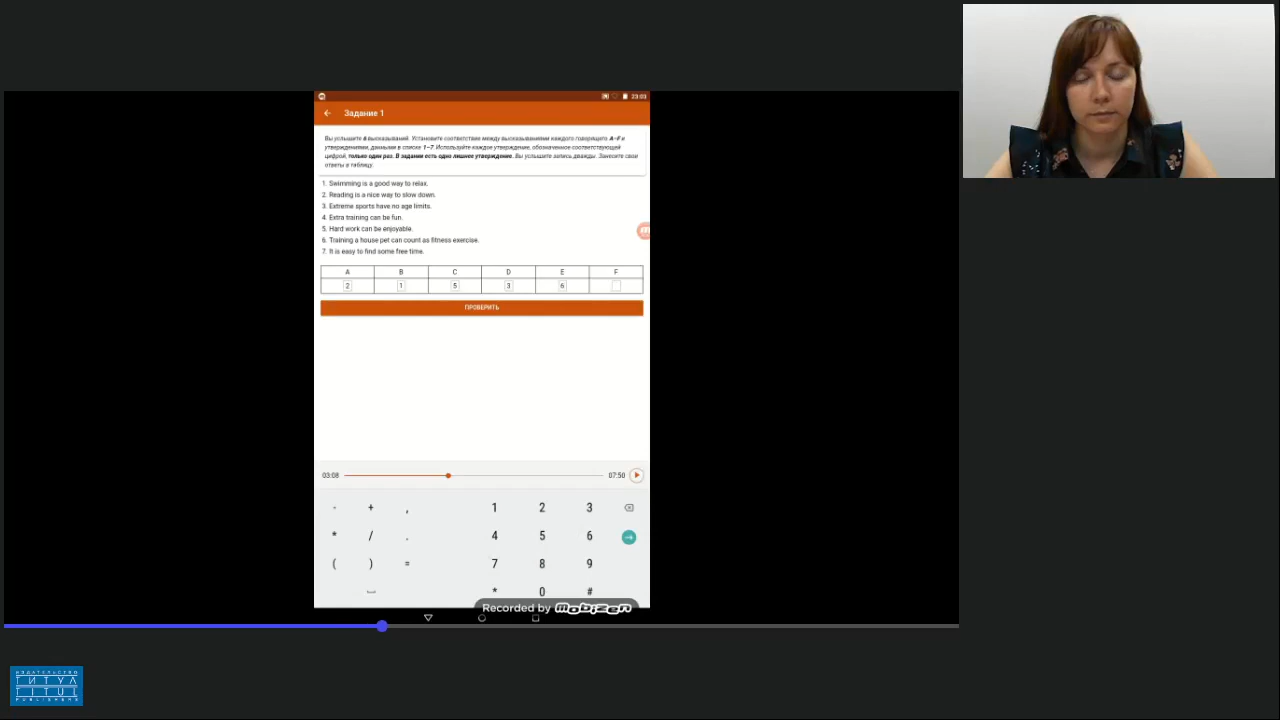 23:03
Задание 1
Вы услышите 6 высказываний. Установите соответствие между высказываниями каждого говорящего A–F и
утверждениями, данными в списке 1–7. Используйте каждое утверждение, обозначенное соответствующей
цифрой, только один раз. В задании есть одно лишнее утверждение. Вы услышите запись дважды. Занесите свои
ответы в таблицу.
1. Swimming is a good way to relax.
2. Reading is a nice way to slow down.
3. Extreme sports have no age limits.
4. Extra training can be fun.
5. Hard work can be enjoyable.
6. Training a house pet can count as fitness exercise.
7. It is easy to find some free time.
A B C D E F
2 1 5 3 6
ПРОВЕРИТЬ
03:08 07:50
- + , 1 2 3
* / . 4 5 6
( ) = 7 8 9
* 0 #
Recorded by mobizen
ИЗДАТЕЛЬСТВО
ТИТУЛ
TITUL
PUBLISHERS